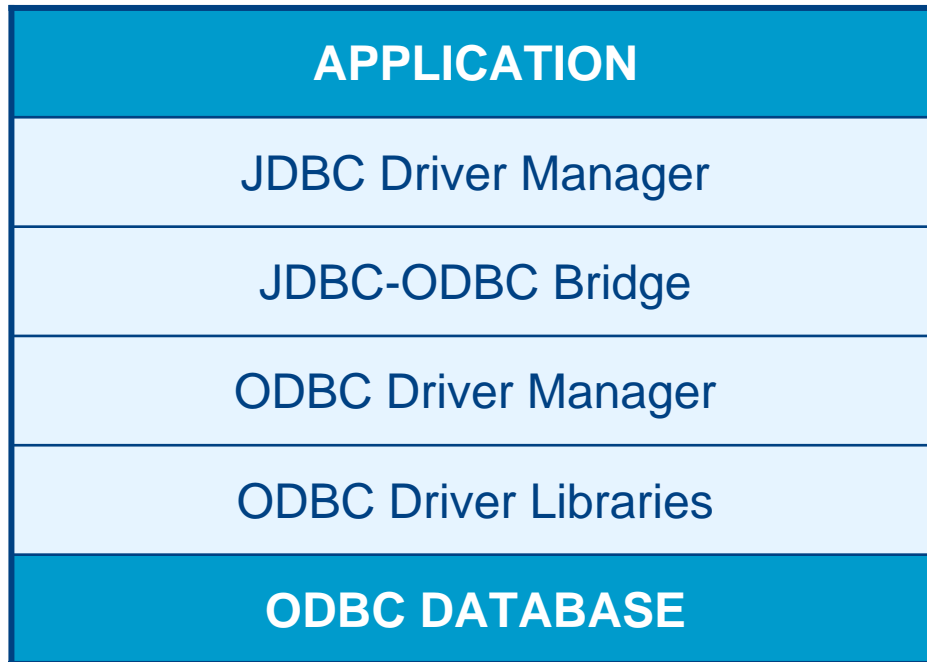 APPLICATION
JDBC Driver Manager
JDBC-ODBC Bridge
ODBC Driver Manager
ODBC Driver Libraries
ODBC DATABASE